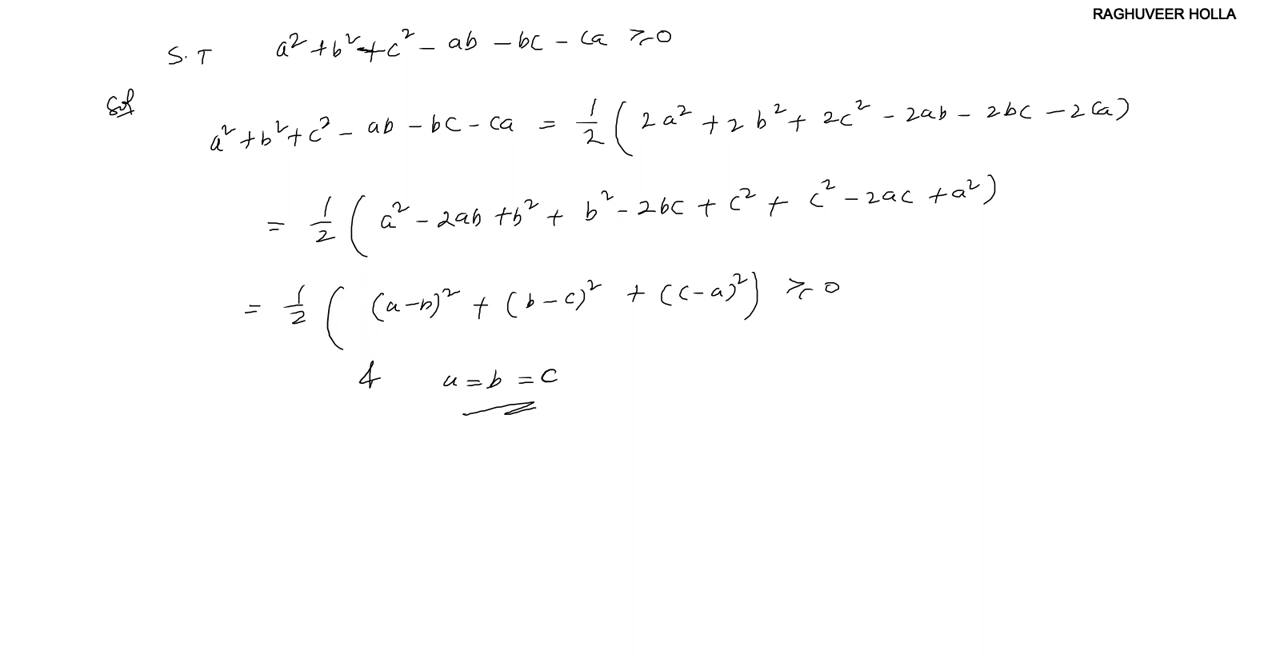 RAGHUVEER HOLLA
S.T a² + b² + c² - ab - bc - ca ≥ 0
Sol
a² + b² + c² - ab - bc - ca = 1/2 ( 2a² + 2b² + 2c² - 2ab - 2bc - 2ca )
= 1/2 ( a² - 2ab + b² + b² - 2bc + c² + c² - 2ac + a² )
= 1/2 ( (a-b)² + (b-c)² + (c-a)² ) ≥ 0
& a = b = c